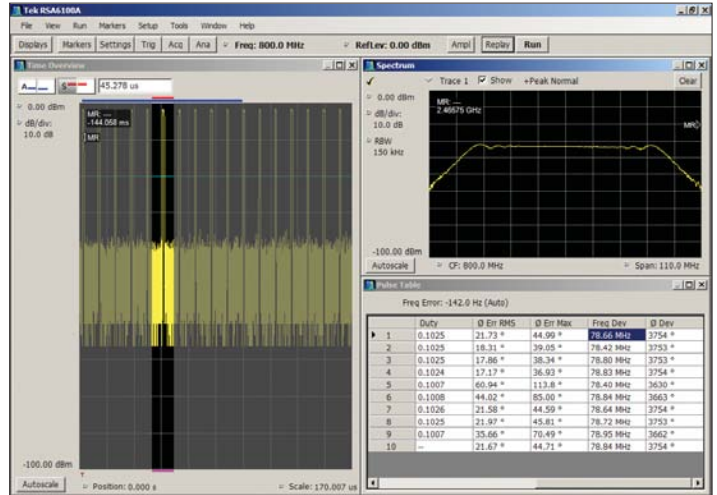 Tek RSA6100A
File View Run Markers Setup Tools Window Help
Displays Markers Settings Trig Acq Ana Freq: 800.0 MHz RefLev: 0.00 dBm Ampl Replay Run
Time Overview
A S 45.278 us
0.00 dBm
dB/div:
10.0 dB
MR: ---
-144.058 ms
MR
-100.00 dBm
Autoscale Position: 0.000 s Scale: 170.007 us
Spectrum
Trace 1 Show +Peak Normal Clear
0.00 dBm
dB/div:
10.0 dB
RBW
150 kHz
MR: ---
2.46575 GHz
MR
-100.00 dBm
Autoscale CF: 800.0 MHz Span: 110.0 MHz
Pulse Table
Freq Error: -142.0 Hz (Auto)
Duty Ø Err RMS Ø Err Max Freq Dev Ø Dev
1 0.1025 21.73 ° 44.99 ° 78.66 MHz 3754 °
2 0.1025 18.31 ° 39.05 ° 78.42 MHz 3753 °
3 0.1025 17.86 ° 38.34 ° 78.80 MHz 3753 °
4 0.1024 17.17 ° 36.93 ° 78.83 MHz 3754 °
5 0.1007 60.94 ° 113.8 ° 78.40 MHz 3630 °
6 0.1008 44.02 ° 85.00 ° 78.84 MHz 3663 °
7 0.1026 21.58 ° 44.59 ° 78.64 MHz 3754 °
8 0.1025 21.97 ° 45.81 ° 78.72 MHz 3753 °
9 0.1007 35.66 ° 70.49 ° 78.95 MHz 3662 °
10 -- 21.67 ° 44.71 ° 78.84 MHz 3754 °